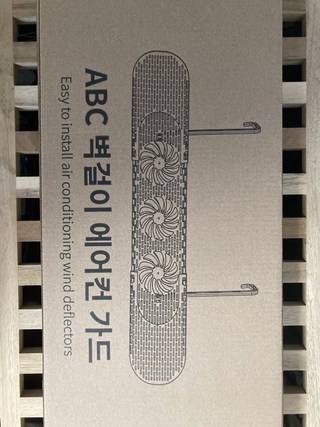 ABC 벽걸이 에어컨 가드
Easy to install air conditioning wind deflectors